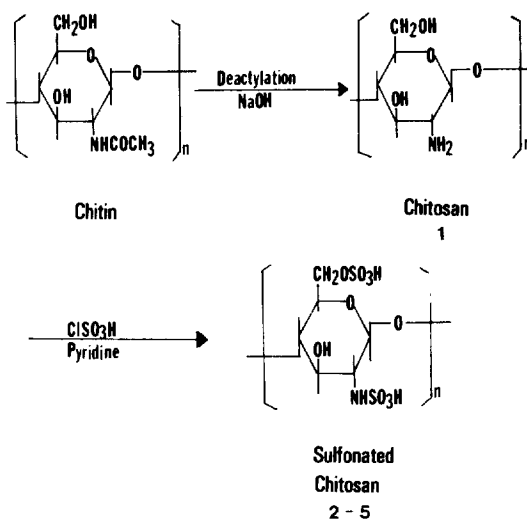 CH2OH
O
O
OH
NHCOCH3
n
Deactylation
NaOH
CH2OH
O
O
OH
NH2
n
Chitin
Chitosan
1
ClSO3H
Pyridine
CH2OSO3H
O
O
OH
NHSO3H
n
Sulfonated
Chitosan
2 - 5